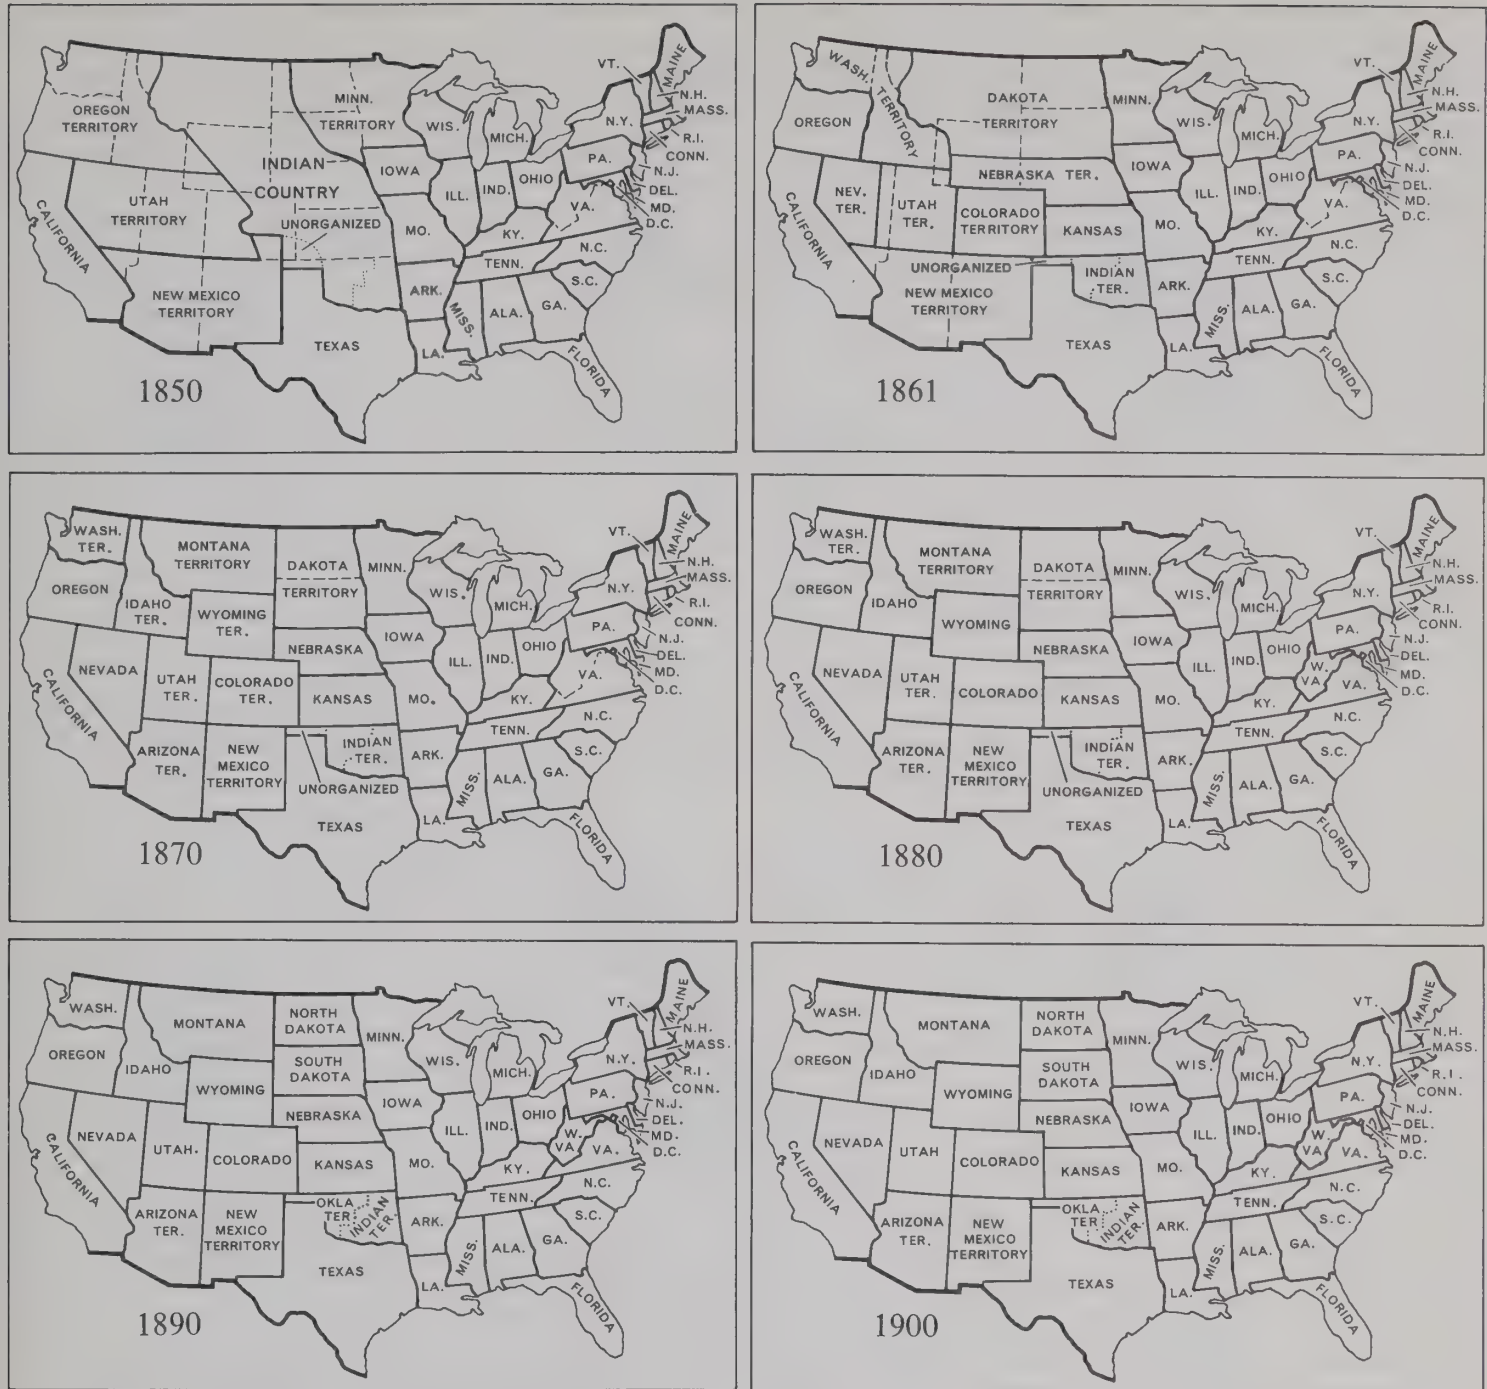 VT.
MAINE
N.H.
MASS.
R.I.
CONN.
N.J.
DEL.
MD.
D.C.
OREGON
TERRITORY
MINN.
TERRITORY
WIS.
MICH.
N.Y.
PA.
INDIAN
COUNTRY
IOWA
ILL.
IND.
OHIO
UTAH
TERRITORY
UNORGANIZED
MO.
KY.
VA.
CALIFORNIA
TENN.
N.C.
NEW MEXICO
TERRITORY
ARK.
S.C.
MISS.
ALA.
GA.
TEXAS
LA.
FLORIDA
1850
VT.
MAINE
N.H.
MASS.
R.I.
CONN.
N.J.
DEL.
MD.
D.C.
WASH.
TERRITORY
OREGON
DAKOTA
TERRITORY
MINN.
WIS.
MICH.
N.Y.
PA.
NEBRASKA TER.
IOWA
ILL.
IND.
OHIO
NEV.
TER.
UTAH
TER.
COLORADO
TERRITORY
KANSAS
MO.
KY.
VA.
CALIFORNIA
UNORGANIZED
INDIAN
TER.
TENN.
N.C.
NEW MEXICO
TERRITORY
ARK.
S.C.
MISS.
ALA.
GA.
TEXAS
LA.
FLORIDA
1861
VT.
MAINE
N.H.
MASS.
R.I.
CONN.
N.J.
DEL.
MD.
D.C.
WASH.
TER.
MONTANA
TERRITORY
DAKOTA
TERRITORY
MINN.
OREGON
IDAHO
TER.
WYOMING
TER.
WIS.
MICH.
N.Y.
PA.
NEBRASKA
IOWA
ILL.
IND.
OHIO
NEVADA
UTAH
TER.
COLORADO
TER.
KANSAS
MO.
KY.
VA.
CALIFORNIA
ARIZONA
TER.
NEW
MEXICO
TERRITORY
INDIAN
TER.
UNORGANIZED
ARK.
TENN.
N.C.
S.C.
MISS.
ALA.
GA.
TEXAS
LA.
FLORIDA
1870
VT.
MAINE
N.H.
MASS.
R.I.
CONN.
N.J.
DEL.
MD.
D.C.
WASH.
TER.
MONTANA
TERRITORY
DAKOTA
TERRITORY
MINN.
OREGON
IDAHO
WYOMING
WIS.
MICH.
N.Y.
PA.
NEBRASKA
IOWA
ILL.
IND.
OHIO
W.
VA.
VA.
NEVADA
UTAH
TER.
COLORADO
KANSAS
MO.
KY.
CALIFORNIA
ARIZONA
TER.
NEW
MEXICO
TERRITORY
INDIAN
TER.
UNORGANIZED
ARK.
TENN.
N.C.
S.C.
MISS.
ALA.
GA.
TEXAS
LA.
FLORIDA
1880
VT.
MAINE
N.H.
MASS.
R.I.
CONN.
N.J.
DEL.
MD.
D.C.
WASH.
MONTANA
NORTH
DAKOTA
SOUTH
DAKOTA
MINN.
OREGON
IDAHO
WYOMING
WIS.
MICH.
N.Y.
PA.
NEBRASKA
IOWA
ILL.
IND.
OHIO
W.
VA.
VA.
NEVADA
UTAH.
COLORADO
KANSAS
MO.
KY.
CALIFORNIA
ARIZONA
TER.
NEW
MEXICO
TERRITORY
OKLA
TER
INDIAN
TER.
ARK.
TENN.
N.C.
S.C.
MISS.
ALA.
GA.
TEXAS
LA.
FLORIDA
1890
VT.
MAINE
N.H.
MASS.
R.I.
CONN.
N.J.
DEL.
MD.
D.C.
WASH.
MONTANA
NORTH
DAKOTA
SOUTH
DAKOTA
MINN.
OREGON
IDAHO
WYOMING
WIS.
MICH.
N.Y.
PA.
NEBRASKA
IOWA
ILL.
IND.
OHIO
W.
VA
VA.
NEVADA
UTAH
COLORADO
KANSAS
MO.
KY.
CALIFORNIA
ARIZONA
TER.
NEW
MEXICO
TERRITORY
OKLA
TER
INDIAN
TER.
ARK.
TENN.
N.C.
S.C.
MISS.
ALA.
GA.
TEXAS
LA.
FLORIDA
1900